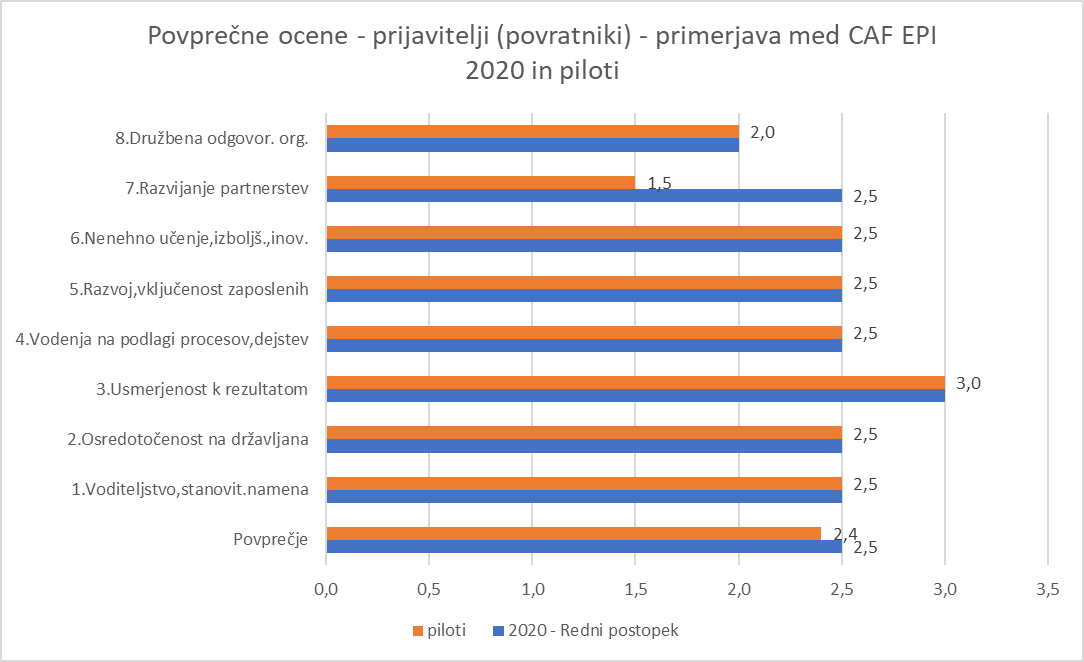 Povprečne ocene - prijavitelji (povratniki) - primerjava med CAF EPI
2020 in piloti
8.Družbena odgovor. org.
2,0
7.Razvijanje partnerstev
1,5
2,5
6.Nenehno učenje,izboljš.,inov.
2,5
5.Razvoj,vključenost zaposlenih
2,5
4.Vodenja na podlagi procesov,dejstev
2,5
3.Usmerjenost k rezultatom
3,0
2.Osredotočenost na državljana
2,5
1.Voditeljstvo,stanovit.namena
2,5
Povprečje
2,4
2,5
0,0 0,5 1,0 1,5 2,0 2,5 3,0 3,5
piloti 2020 - Redni postopek